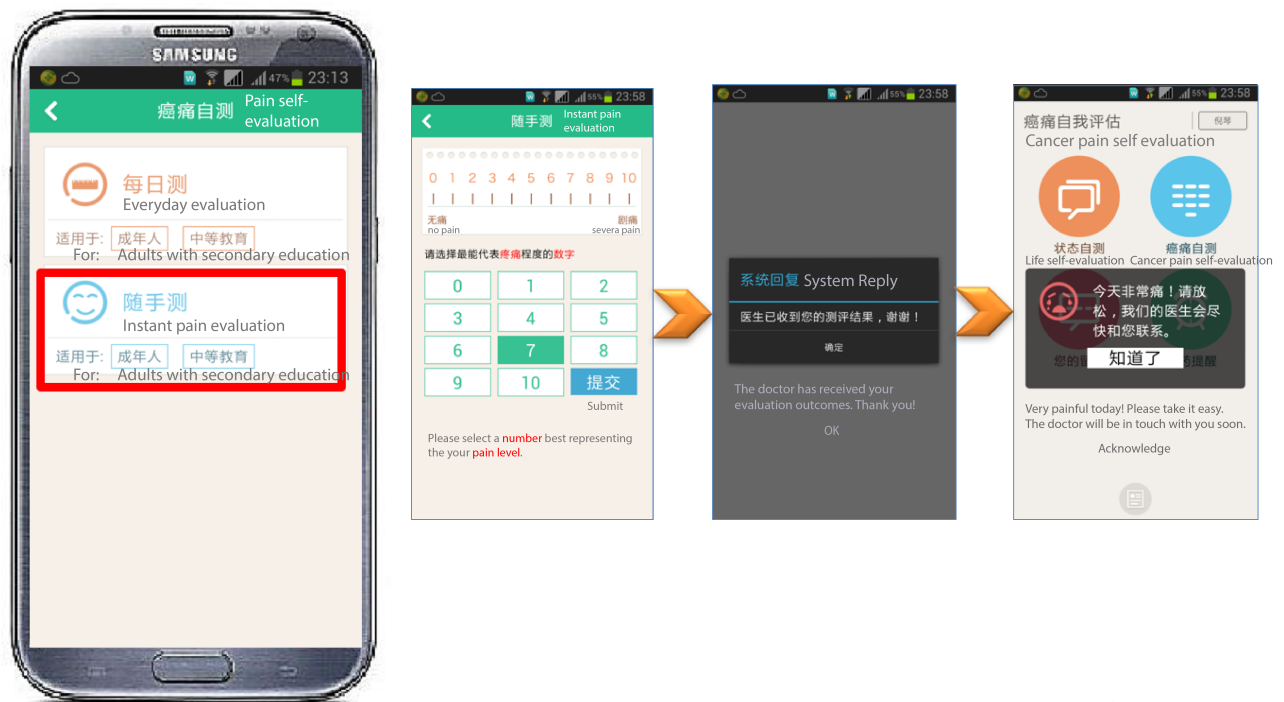 SAMSUNG
47% 23:13
癌痛自测 Pain self-
evaluation
每日测
Everyday evaluation
适用于: 成年人 中等教育
For: Adults with secondary education
随手测
Instant pain evaluation
适用于: 成年人 中等教育
For: Adults with secondary education
55% 23:58
随手测 Instant pain
evaluation
0 1 2 3 4 5 6 7 8 9 10
无痛 剧痛
no pain severa pain
请选择最能代表疼痛程度的数字
0 1 2
3 4 5
6 7 8
9 10 提交
Submit
Please select a number best representing
the your pain level.
55% 23:58
系统回复 System Reply
医生已收到您的测评结果，谢谢！
确定
The doctor has received your
evaluation outcomes. Thank you!
OK
55% 23:58
癌痛自我评估 倪琴
Cancer pain self evaluation
状态自测 癌痛自测
Life self-evaluation Cancer pain self-evaluation
今天非常痛！请放
松，我们的医生会尽
快和您联系。
您的 知道了 提醒
Very painful today! Please take it easy.
The doctor will be in touch with you soon.
Acknowledge